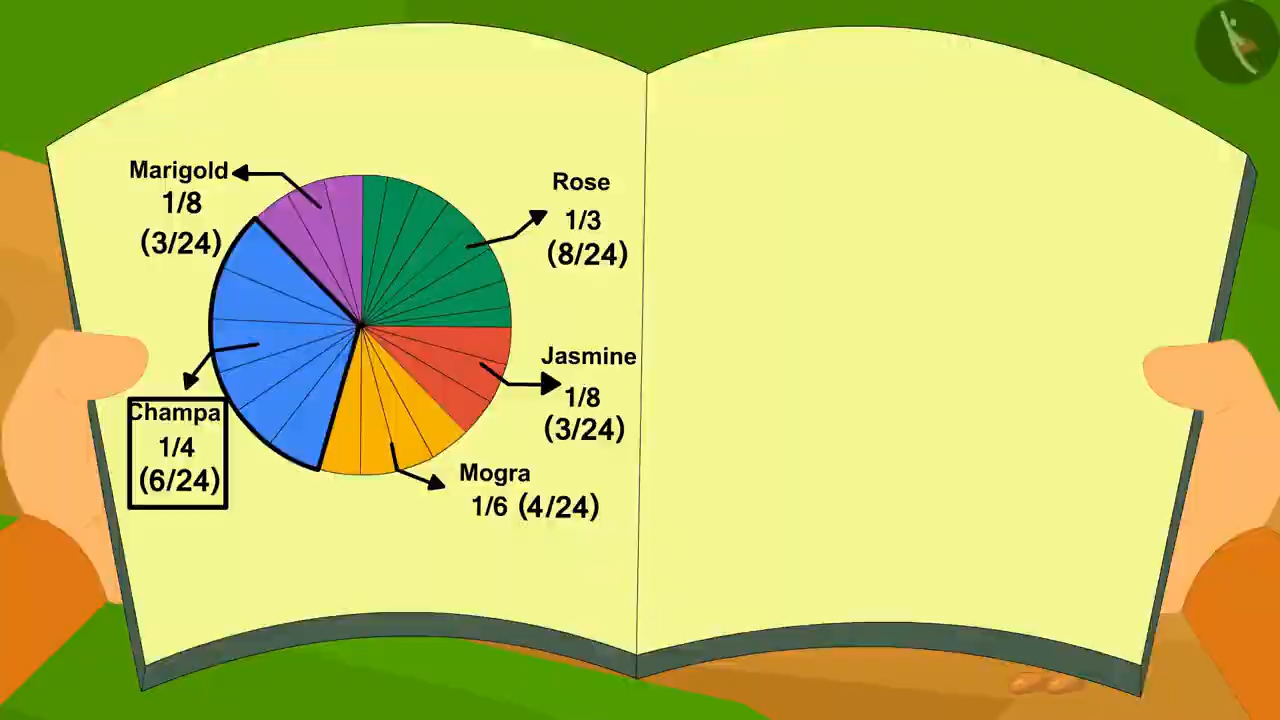 Marigold
1/8
(3/24)
Rose
1/3
(8/24)
Jasmine
1/8
(3/24)
Champa
1/4
(6/24)
Mogra
1/6 (4/24)